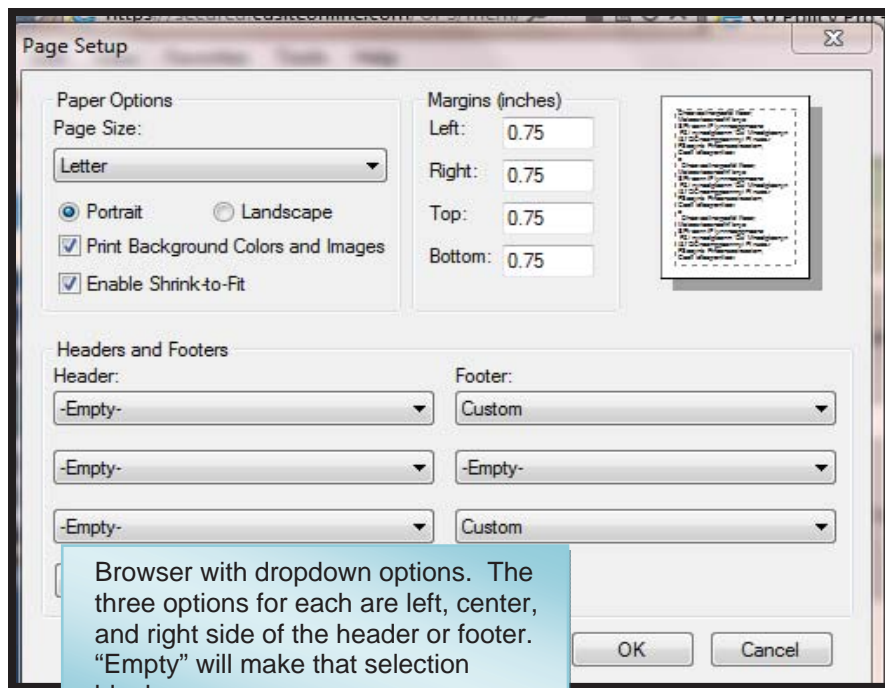 Page Setup
Paper Options
Page Size:
Letter
Portrait Landscape
Print Background Colors and Images
Enable Shrink-to-Fit
Margins (inches)
Left: 0.75
Right: 0.75
Top: 0.75
Bottom: 0.75
Headers and Footers
Header: Footer:
-Empty- Custom
-Empty- -Empty-
-Empty- Custom
Browser with dropdown options. The
three options for each are left, center,
and right side of the header or footer.
“Empty” will make that selection
OK Cancel